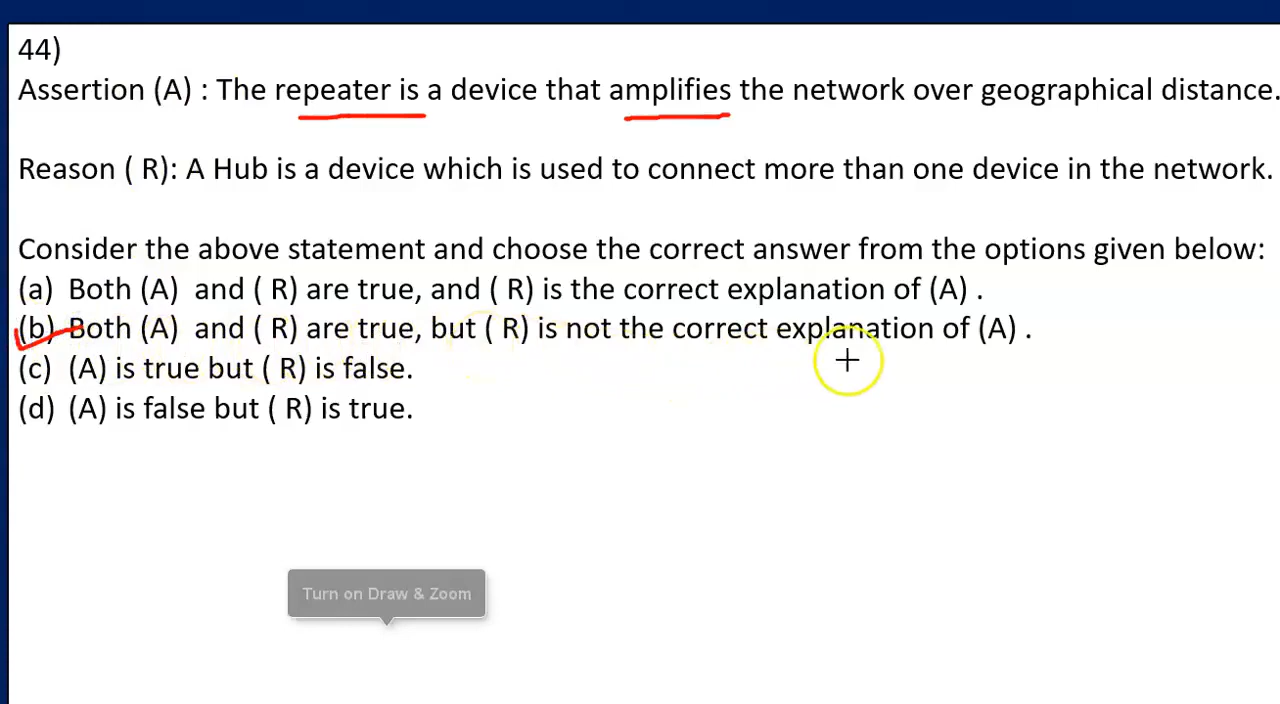 44)
Assertion (A) : The repeater is a device that amplifies the network over geographical distance.
Reason ( R): A Hub is a device which is used to connect more than one device in the network.
Consider the above statement and choose the correct answer from the options given below:
(a) Both (A) and ( R) are true, and ( R) is the correct explanation of (A) .
(b) Both (A) and ( R) are true, but ( R) is not the correct explanation of (A) .
(c) (A) is true but ( R) is false.
(d) (A) is false but ( R) is true.
Turn on Draw & Zoom